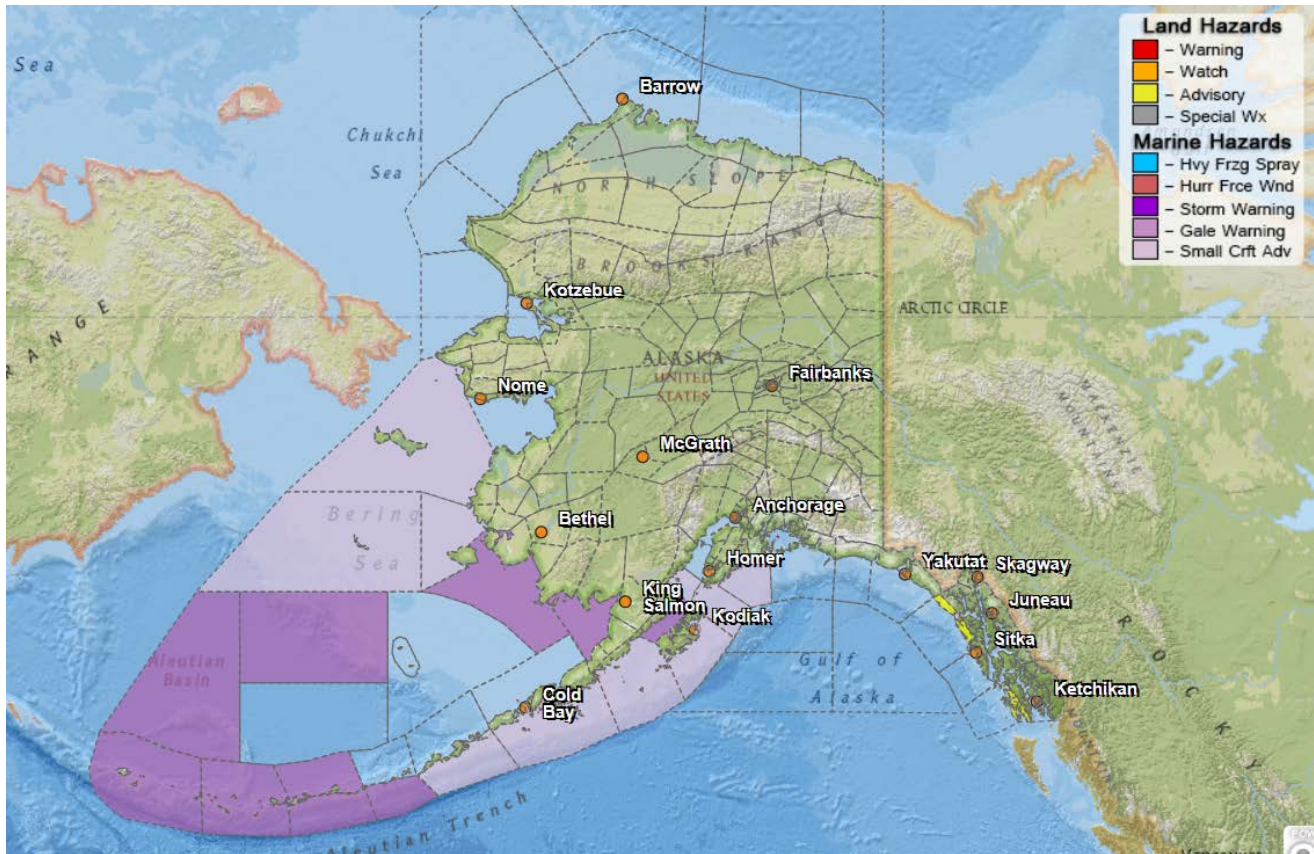 Land Hazards
- Warning
- Watch
- Advisory
- Special Wx
Marine Hazards
- Hvy Frzg Spray
- Hurr Frce Wnd
- Storm Warning
- Gale Warning
- Small Crft Adv
Sea
Barrow
Chukchi
Sea
NORTH SLOPE
BROOKS RANGE
Kotzebue
ARCTIC CIRCLE
RANGE
ALASKA
UNITED
STATES
Fairbanks
Nome
MACKENZIE
MOUNTAINS
McGrath
Anchorage
Bering
Sea
Bethel
Homer
Yakutat
Skagway
King
Salmon
Kodiak
Juneau
Sitka
Aleutian
Basin
Gulf of
Alaska
Cold
Bay
Ketchikan
ROCKY
Aleutian Trench